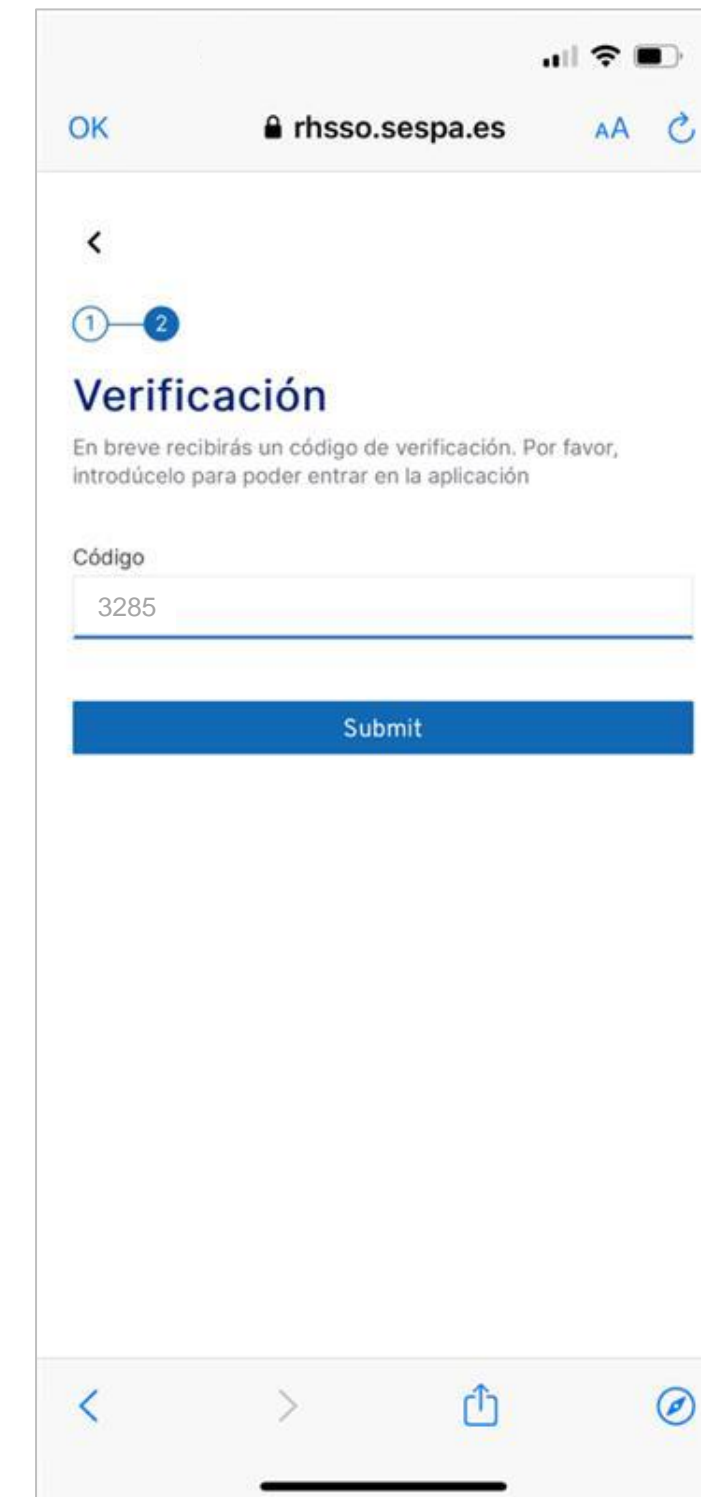 OK rhsso.sespa.es AA
1 2
Verificación
En breve recibirás un código de verificación. Por favor,
introdúcelo para poder entrar en la aplicación
Código
3285
Submit